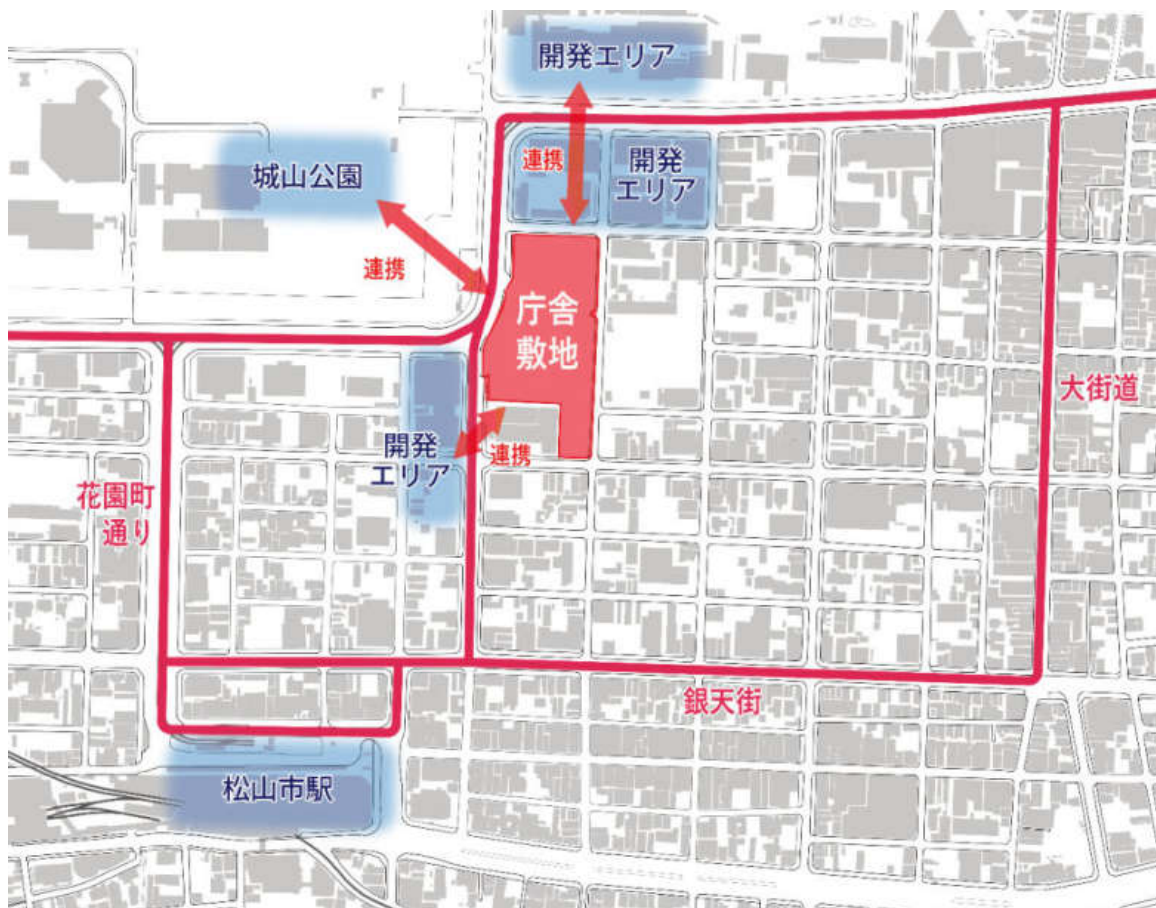 開発エリア
連携
開発
エリア
城山公園
連携
庁舎
敷地
大街道
開発
エリア
連携
花園町
通り
銀天街
松山市駅